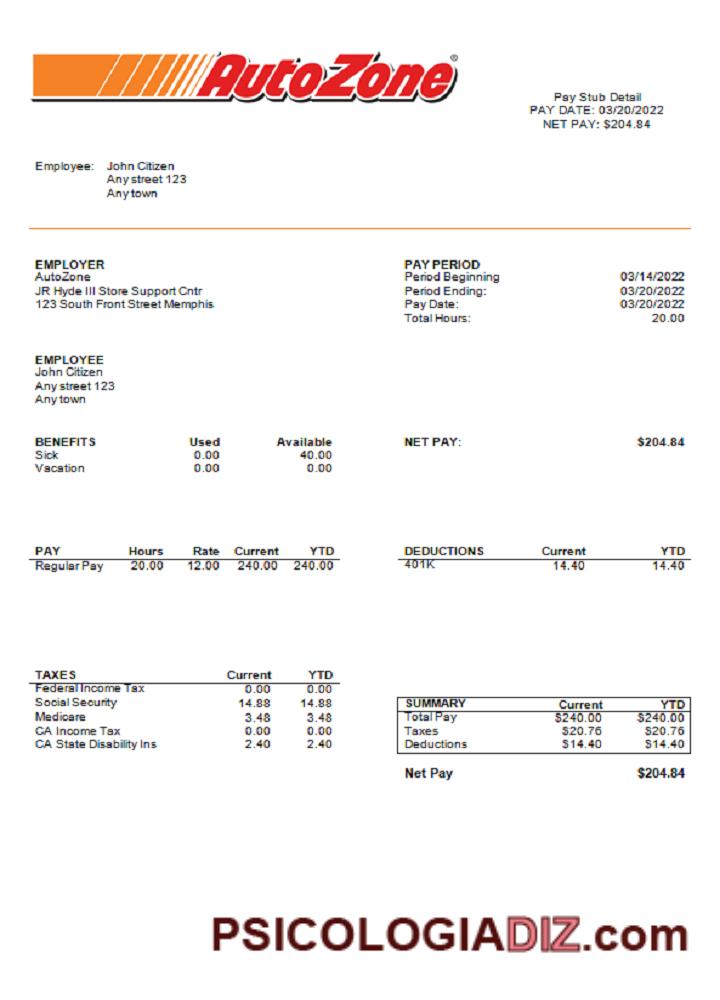 AutoZone®
Pay Stub Detail
PAY DATE: 03/20/2022
NET PAY: $204.84
Employee: John Citizen
Any street 123
Any town
EMPLOYER
AutoZone
JR Hyde III Store Support Cntr
123 South Front Street Memphis
PAY PERIOD
Period Beginning 03/14/2022
Period Ending: 03/20/2022
Pay Date: 03/20/2022
Total Hours: 20.00
EMPLOYEE
John Citizen
Any street 123
Any town
BENEFITS Used Available
Sick 0.00 40.00
Vacation 0.00 0.00
NET PAY: $204.84
PAY Hours Rate Current YTD
Regular Pay 20.00 12.00 240.00 240.00
DEDUCTIONS Current YTD
401K 14.40 14.40
TAXES Current YTD
Federal Income Tax 0.00 0.00
Social Security 14.88 14.88
Medicare 3.48 3.48
CA Income Tax 0.00 0.00
CA State Disability Ins 2.40 2.40
SUMMARY Current YTD
Total Pay $240.00 $240.00
Taxes $20.76 $20.76
Deductions $14.40 $14.40
Net Pay $204.84
PSICOLOGIADIZ.com